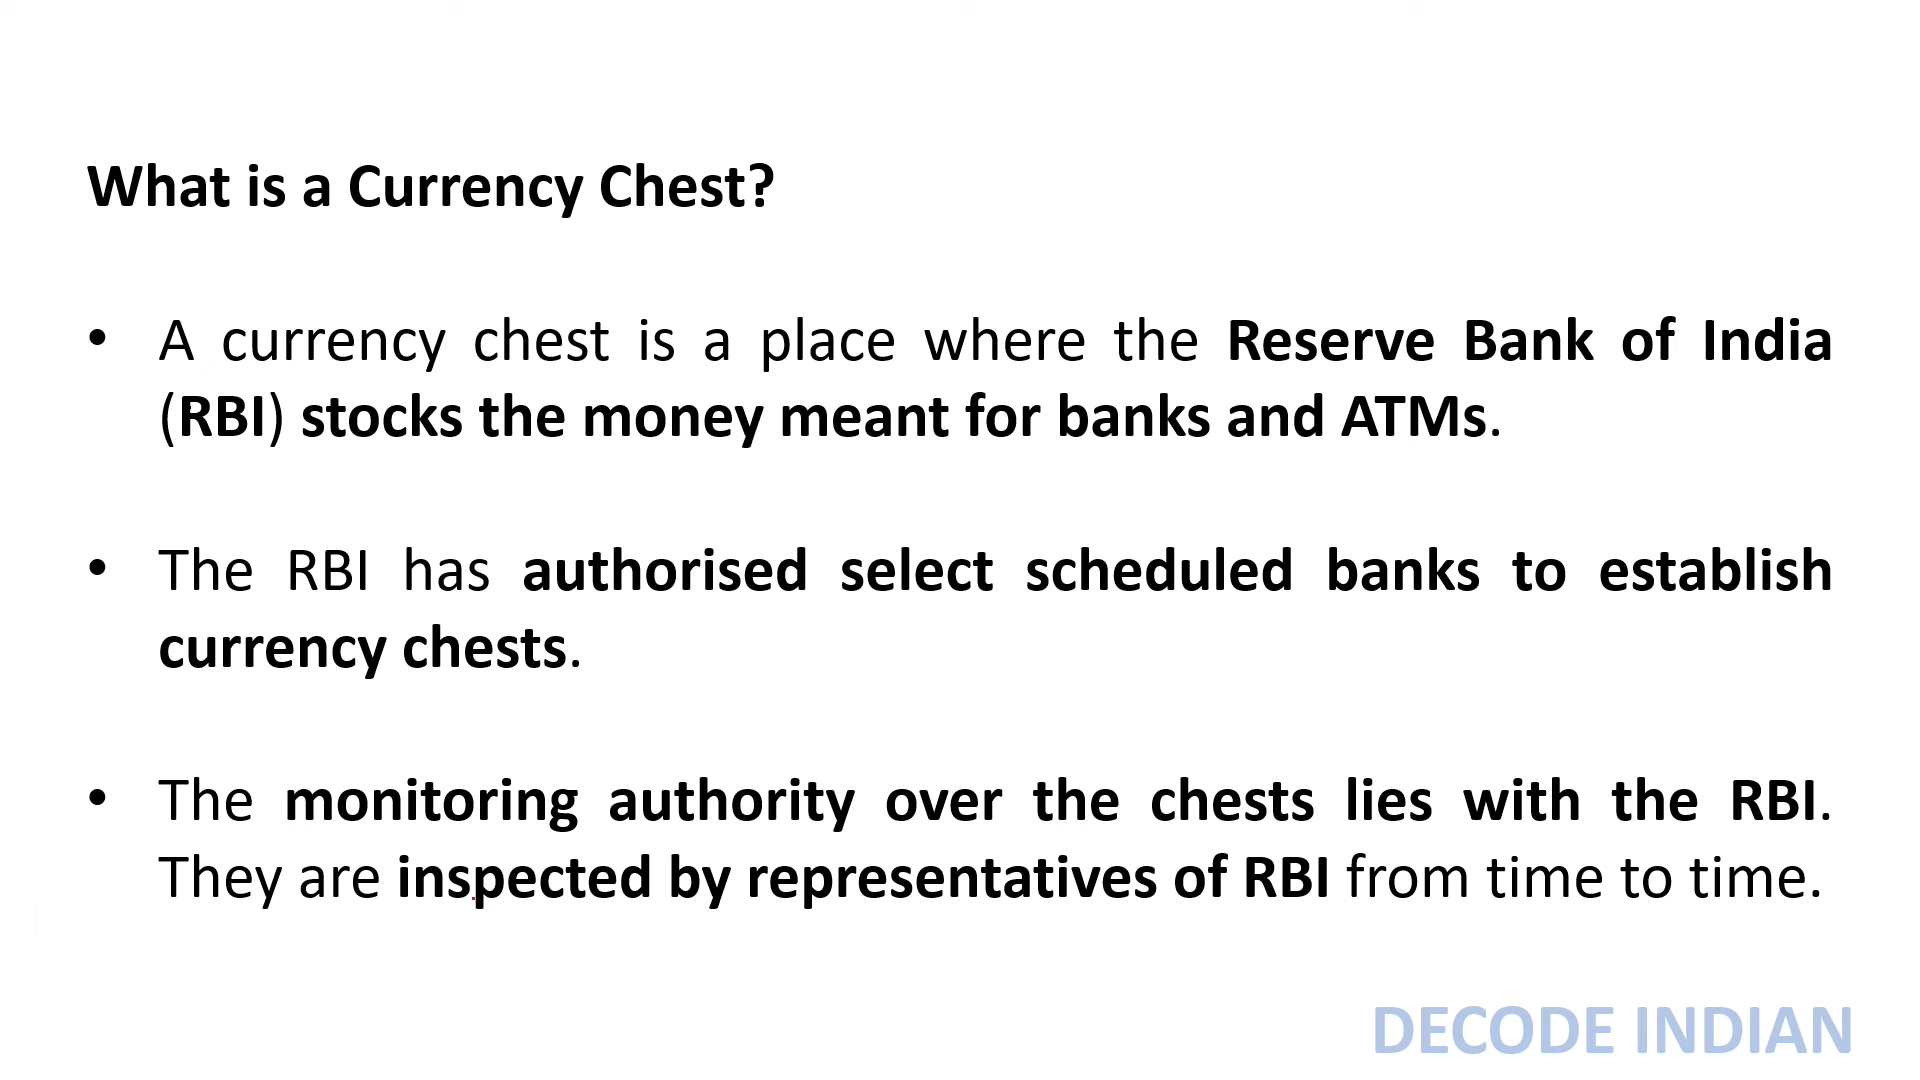 What is a Currency Chest?
• A currency chest is a place where the Reserve Bank of India
(RBI) stocks the money meant for banks and ATMs.
• The RBI has authorised select scheduled banks to establish
currency chests.
• The monitoring authority over the chests lies with the RBI.
They are inspected by representatives of RBI from time to time.
DECODE INDIAN